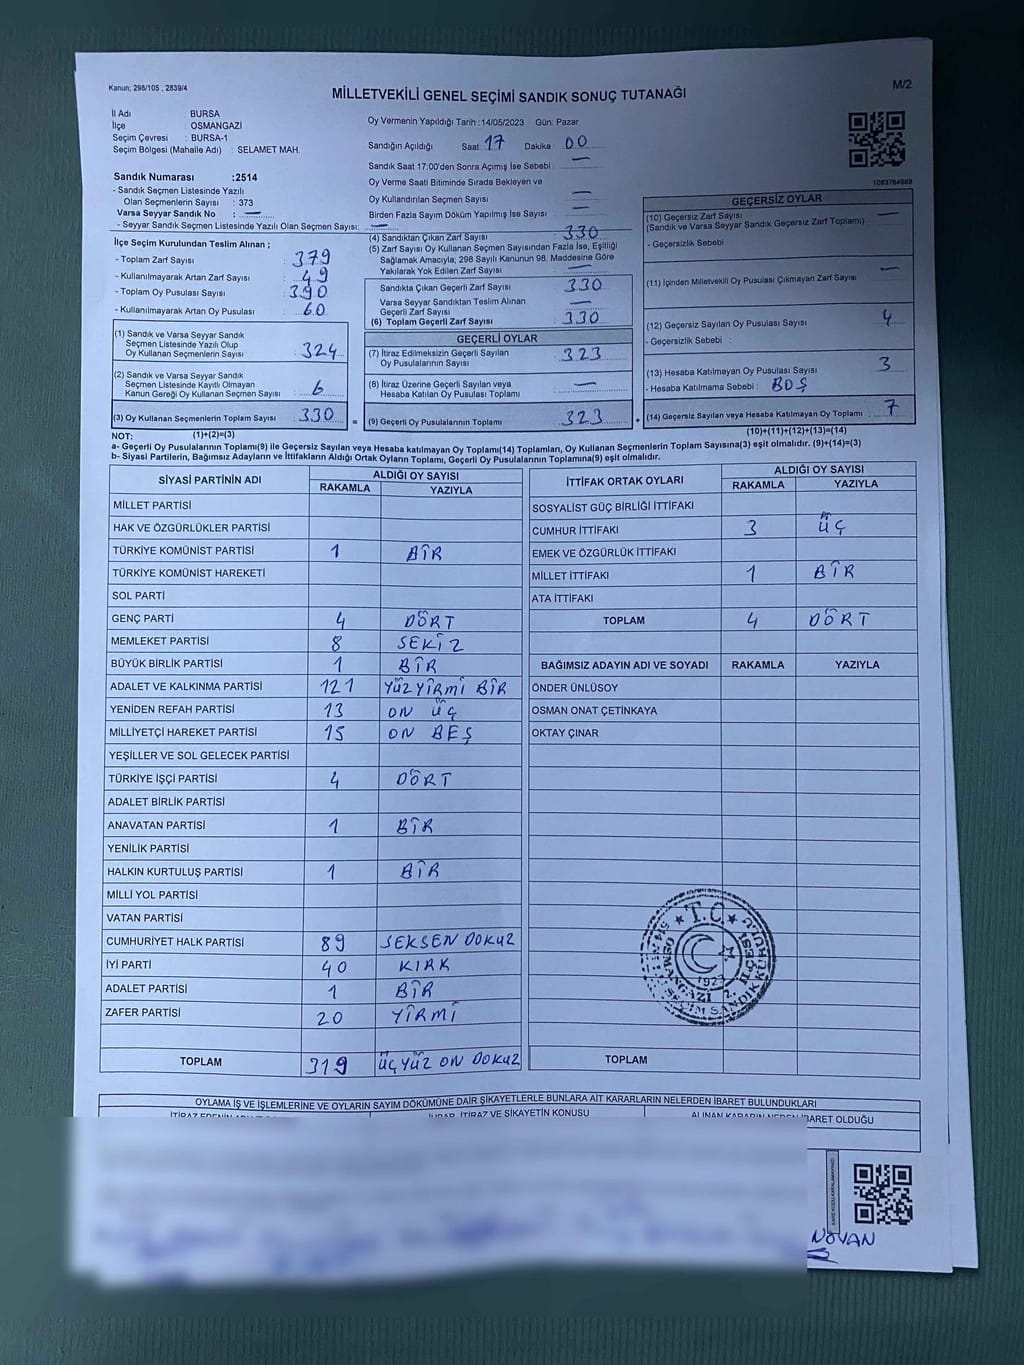 Kanun; 298/105 , 2839/4
M/2
MİLLETVEKİLİ GENEL SEÇİMİ SANDIK SONUÇ TUTANAĞI
İl Adı : BURSA
İlçe OSMANGAZİ
Seçim Çevresi : BURSA-1
Seçim Bölgesi (Mahalle Adı) : SELAMET MAH.
Sandık Numarası :2514
- Sandık Seçmen Listesinde Yazılı
Olan Seçmenlerin Sayısı : 373
Varsa Seyyar Sandık No : —
- Seyyar Sandık Seçmen Listesinde Yazılı Olan Seçmen Sayısı: —
İlçe Seçim Kurulundan Teslim Alınan ;
- Toplam Zarf Sayısı : 379
- Kullanılmayarak Artan Zarf Sayısı : 49
- Toplam Oy Pusulası Sayısı : 390
- Kullanılmayarak Artan Oy Pusulası : 60
(1) Sandık ve Varsa Seyyar Sandık
Seçmen Listesinde Yazılı Olup
Oy Kullanan Seçmenlerin Sayısı : 324
(2) Sandık ve Varsa Seyyar Sandık
Seçmen Listesinde Kayıtlı Olmayan
Kanun Gereği Oy Kullanan Seçmen Sayısı : 6
(3) Oy Kullanan Seçmenlerin Toplam Sayısı : 330
(1)+(2)=(3)
Oy Vermenin Yapıldığı Tarih :14/05/2023 Gün: Pazar
Sandığın Açıldığı Saat: 17 Dakika : 00
Sandık Saat 17:00'den Sonra Açımış İse Sebebi : —
Oy Verme Saati Bitiminde Sırada Bekleyen ve
Oy Kullandırılan Seçmen Sayısı : —
Birden Fazla Sayım Döküm Yapılmış İse Sayısı : —
(4) Sandıktan Çıkan Zarf Sayısı : 330
(5) Zarf Sayısı Oy Kullanan Seçmen Sayısından Fazla İse, Eşitliği
Sağlamak Amacıyla; 298 Sayılı Kanunun 98. Maddesine Göre
Yakılarak Yok Edilen Zarf Sayısı : —
Sandıkta Çıkan Geçerli Zarf Sayısı : 330
Varsa Seyyar Sandıktan Teslim Alınan
Geçerli Zarf Sayısı : —
(6) Toplam Geçerli Zarf Sayısı : 330
GEÇERLİ OYLAR
(7) İtiraz Edilmeksizin Geçerli Sayılan
Oy Pusulalarının Sayısı : 323
(8) İtiraz Üzerine Geçerli Sayılan veya
Hesaba Katılan Oy Pusulası Toplamı : —
= (9) Geçerli Oy Pusulalarının Toplamı : 323 +
1083764888
GEÇERSİZ OYLAR
(10) Geçersiz Zarf Sayısı : —
(Sandık ve Varsa Seyyar Sandık Geçersiz Zarf Toplamı)
- Geçersizlik Sebebi
(11) İçinden Milletvekili Oy Pusulası Çıkmayan Zarf Sayısı : —
(12) Geçersiz Sayılan Oy Pusulası Sayısı : 4
- Geçersizlik Sebebi :
(13) Hesaba Katılmayan Oy Pusulası Sayısı : 3
- Hesaba Katılmama Sebebi : BOŞ
(14) Geçersiz Sayılan veya Hesaba Katılmayan Oy Toplamı : 7
(10)+(11)+(12)+(13)=(14)
NOT:
a- Geçerli Oy Pusulalarının Toplamı(9) ile Geçersiz Sayılan veya Hesaba katılmayan Oy Toplamı(14) Toplamları, Oy Kullanan Seçmenlerin Toplam Sayısına(3) eşit olmalıdır. (9)+(14)=(3)
b- Siyasi Partilerin, Bağımsız Adayların ve İttifakların Aldığı Ortak Oyların Toplamı, Geçerli Oy Pusulalarının Toplamına(9) eşit olmalıdır.
SİYASİ PARTİNİN ADI ALDIĞI OY SAYISI
RAKAMLA YAZIYLA
MİLLET PARTİSİ
HAK VE ÖZGÜRLÜKLER PARTİSİ
TÜRKİYE KOMÜNİST PARTİSİ 1 BİR
TÜRKİYE KOMÜNİST HAREKETİ
SOL PARTİ
GENÇ PARTİ 4 DÖRT
MEMLEKET PARTİSİ 8 SEKİZ
BÜYÜK BİRLİK PARTİSİ 1 BİR
ADALET VE KALKINMA PARTİSİ 121 YÜZ YİRMİ BİR
YENİDEN REFAH PARTİSİ 13 ON ÜÇ
MİLLİYETÇİ HAREKET PARTİSİ 15 ON BEŞ
YEŞİLLER VE SOL GELECEK PARTİSİ
TÜRKİYE İŞÇİ PARTİSİ 4 DÖRT
ADALET BİRLİK PARTİSİ
ANAVATAN PARTİSİ 1 BİR
YENİLİK PARTİSİ
HALKIN KURTULUŞ PARTİSİ 1 BİR
MİLLİ YOL PARTİSİ
VATAN PARTİSİ
CUMHURİYET HALK PARTİSİ 89 SEKSEN DOKUZ
İYİ PARTİ 40 KIRK
ADALET PARTİSİ 1 BİR
ZAFER PARTİSİ 20 YİRMİ
TOPLAM 319 ÜÇYÜZ ON DOKUZ
İTTİFAK ORTAK OYLARI ALDIĞI OY SAYISI
RAKAMLA YAZIYLA
SOSYALİST GÜÇ BİRLİĞİ İTTİFAKI
CUMHUR İTTİFAKI 3 ÜÇ
EMEK VE ÖZGÜRLÜK İTTİFAKI
MİLLET İTTİFAKI 1 BİR
ATA İTTİFAKI
TOPLAM 4 DÖRT
BAĞIMSIZ ADAYIN ADI VE SOYADI RAKAMLA YAZIYLA
ÖNDER ÜNLÜSOY
OSMAN ONAT ÇETİNKAYA
OKTAY ÇINAR
T.C.
1923
OSMANGAZİ 2. İLÇESİ
SEÇİM SANDIK KURULU
TOPLAM
OYLAMA İŞ VE İŞLEMLERİNE VE OYLARIN SAYIM DÖKÜMÜNE DAİR ŞİKAYETLERLE BUNLARA AİT KARARLARIN NELERDEN İBARET BULUNDUKLARI
İTİRAZ İTİRAZ VE ŞİKAYETİN KONUSU ALINAN KARARIN NEDEN İBARET OLDUĞU
NOYAN